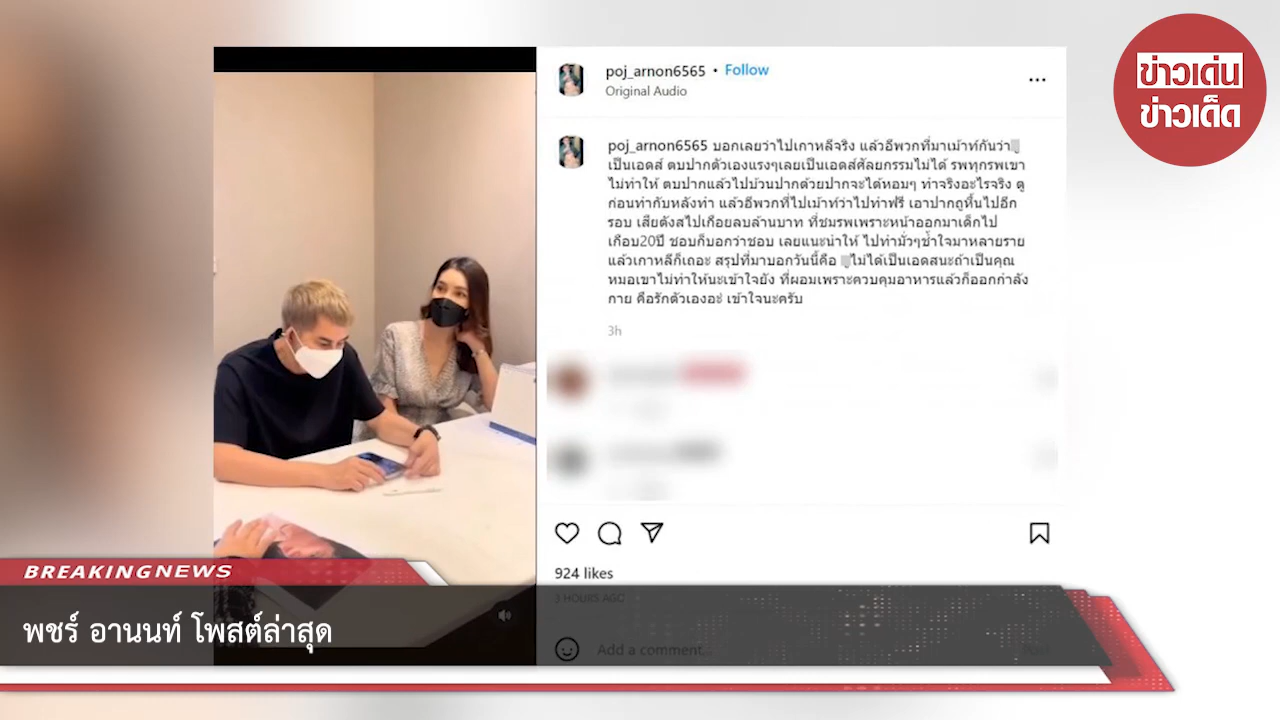 ข่าวเด่น
ข่าวเด็ด
poj_arnon6565 • Follow
Original Audio
poj_arnon6565 บอกเลยว่าไปเกาหลีจริง แล้วอีพวกที่มาเม้าท์กันว่า
เป็นเอดส์ ตบปากตัวเองแรงๆเลยเป็นเอดส์ศัลยกรรมไม่ได้ รพทุกรพเขา
ไม่ทำให้ ตบปากแล้วไปบ้วนปากด้วยปากจะได้หอมๆ ทำจริงอะไรจริง ดู
ก่อนทำกับหลังทำ แล้วอีพวกที่ไปเม้าท์ว่าไปทำฟรี เอาปากถูพื้นไปอีก
รอบ เสียตังสไปเกือยลบล้านบาท ที่ชมรพเพราะหน้าออกมาเด็กไป
เกือบ20ปี ชอบก็บอกว่าชอบ เลยแนะนำให้ ไปทำมั่วๆช้ำใจมาหลายราย
แล้วเกาหลีก็เถอะ สรุปที่มาบอกวันนี้คือ ไม่ได้เป็นเอดสนะถ้าเป็นคุณ
หมอเขาไม่ทำให้นะเข้าใจยัง ที่ผอมเพราะควบคุมอาหารแล้วก็ออกกำลัง
กาย คือรักตัวเองอะ่ เข้าใจนะครับ
3h
924 likes
3 HOURS AGO
Add a comment...
Post
BREAKINGNEWS
พชร์ อานนท์ โพสต์ล่าสุด